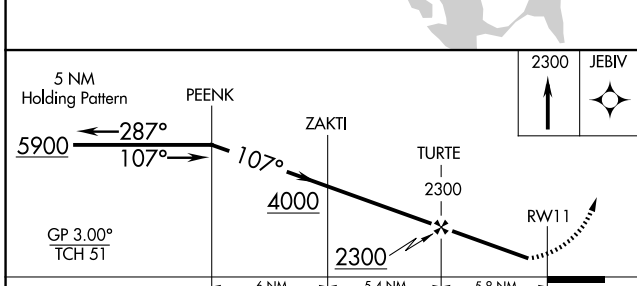 2300
JEBIV
5 NM
Holding Pattern
PEENK
ZAKTI
TURTE
2300
RW11
5900
287°
107°
107°
4000
2300
GP 3.00°
TCH 51
6 NM
5.4 NM
5.8 NM